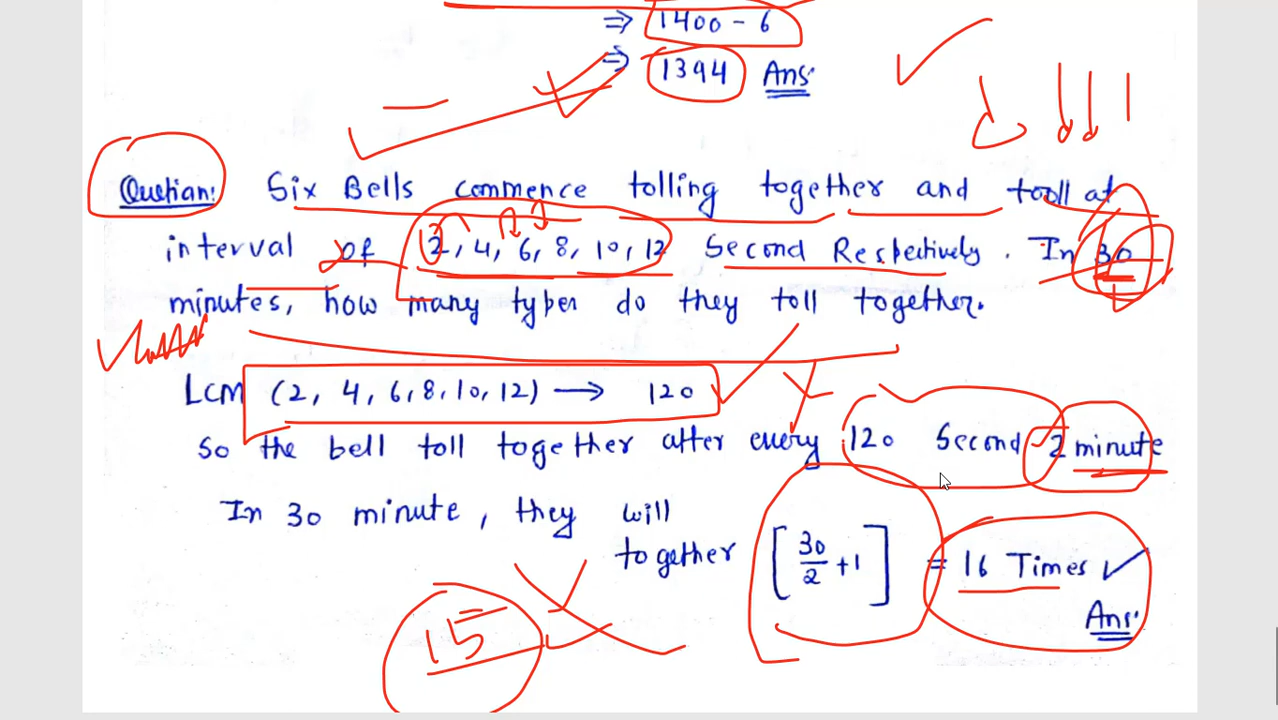 ⇒ 1400 - 6
⇒ 1394 Ans
Quetian: Six Bells commence tolling together and tooll at
interval of 2, 4, 6, 8, 10, 12 Second Respectively. In 30
minutes, how many types do they toll together.
Lcm (2, 4, 6, 8, 10, 12) → 120
So the bell toll together after every 120 Second - 2 minute
In 30 minute, they will
together [30/2 +1] = 16 Times ✓
Ans
15